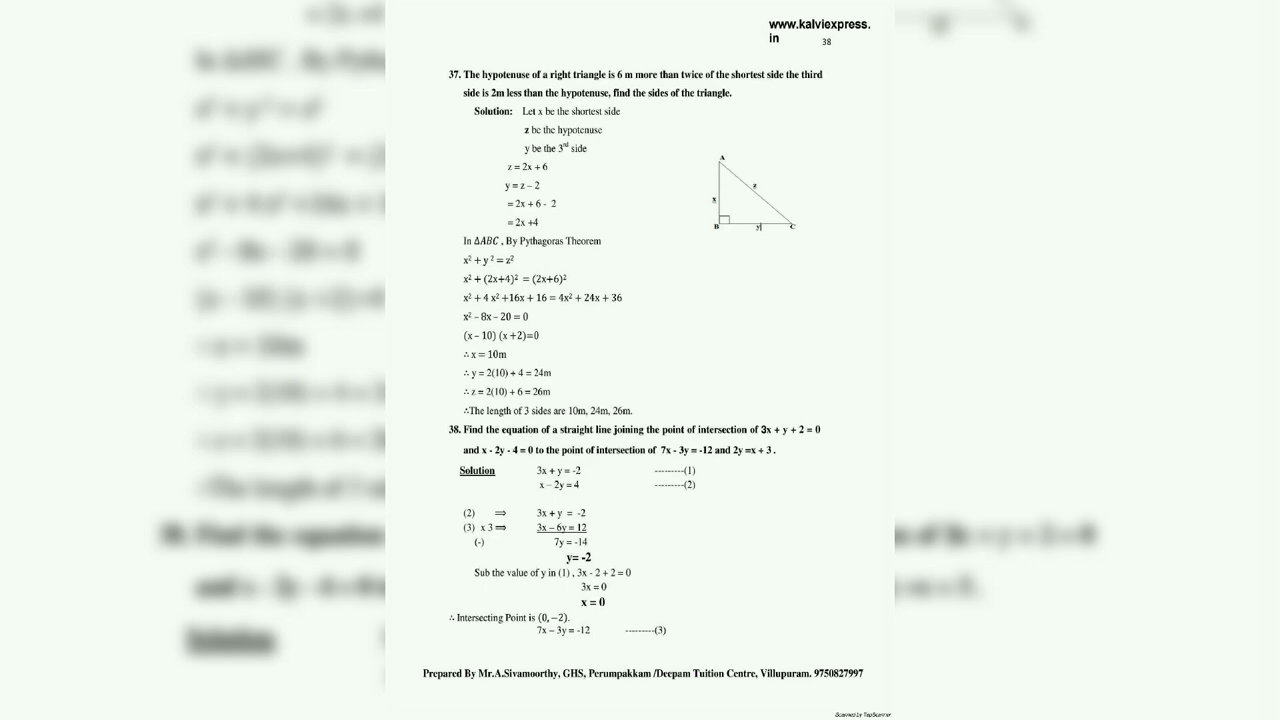 www.kalviexpress.
in
38
37. The hypotenuse of a right triangle is 6 m more than twice of the shortest side the third
side is 2m less than the hypotenuse, find the sides of the triangle.
Solution: Let x be the shortest side
z be the hypotenuse
y be the 3rd side
z = 2x + 6
y = z – 2
= 2x + 6 - 2
= 2x +4
A
z
x
B
y
C
In ΔABC , By Pythagoras Theorem
x² + y ² = z²
x² + (2x+4)² = (2x+6)²
x² + 4 x² +16x + 16 = 4x² + 24x + 36
x² – 8x – 20 = 0
(x – 10) (x +2)=0
∴ x = 10m
∴ y = 2(10) + 4 = 24m
∴ z = 2(10) + 6 = 26m
∴The length of 3 sides are 10m, 24m, 26m.
38. Find the equation of a straight line joining the point of intersection of 3x + y + 2 = 0
and x - 2y - 4 = 0 to the point of intersection of 7x - 3y = -12 and 2y =x + 3 .
Solution 3x + y = -2 ---------(1)
x – 2y = 4 ---------(2)
(2) ⟹ 3x + y = -2
(3) x 3 ⟹ 3x – 6y = 12
(-) 7y = -14
y= -2
Sub the value of y in (1) , 3x - 2 + 2 = 0
3x = 0
x = 0
∴ Intersecting Point is (0, −2).
7x – 3y = -12 ---------(3)
Prepared By Mr.A.Sivamoorthy, GHS, Perumpakkam /Deepam Tuition Centre, Villupuram. 9750827997
Scanned by TapScanner